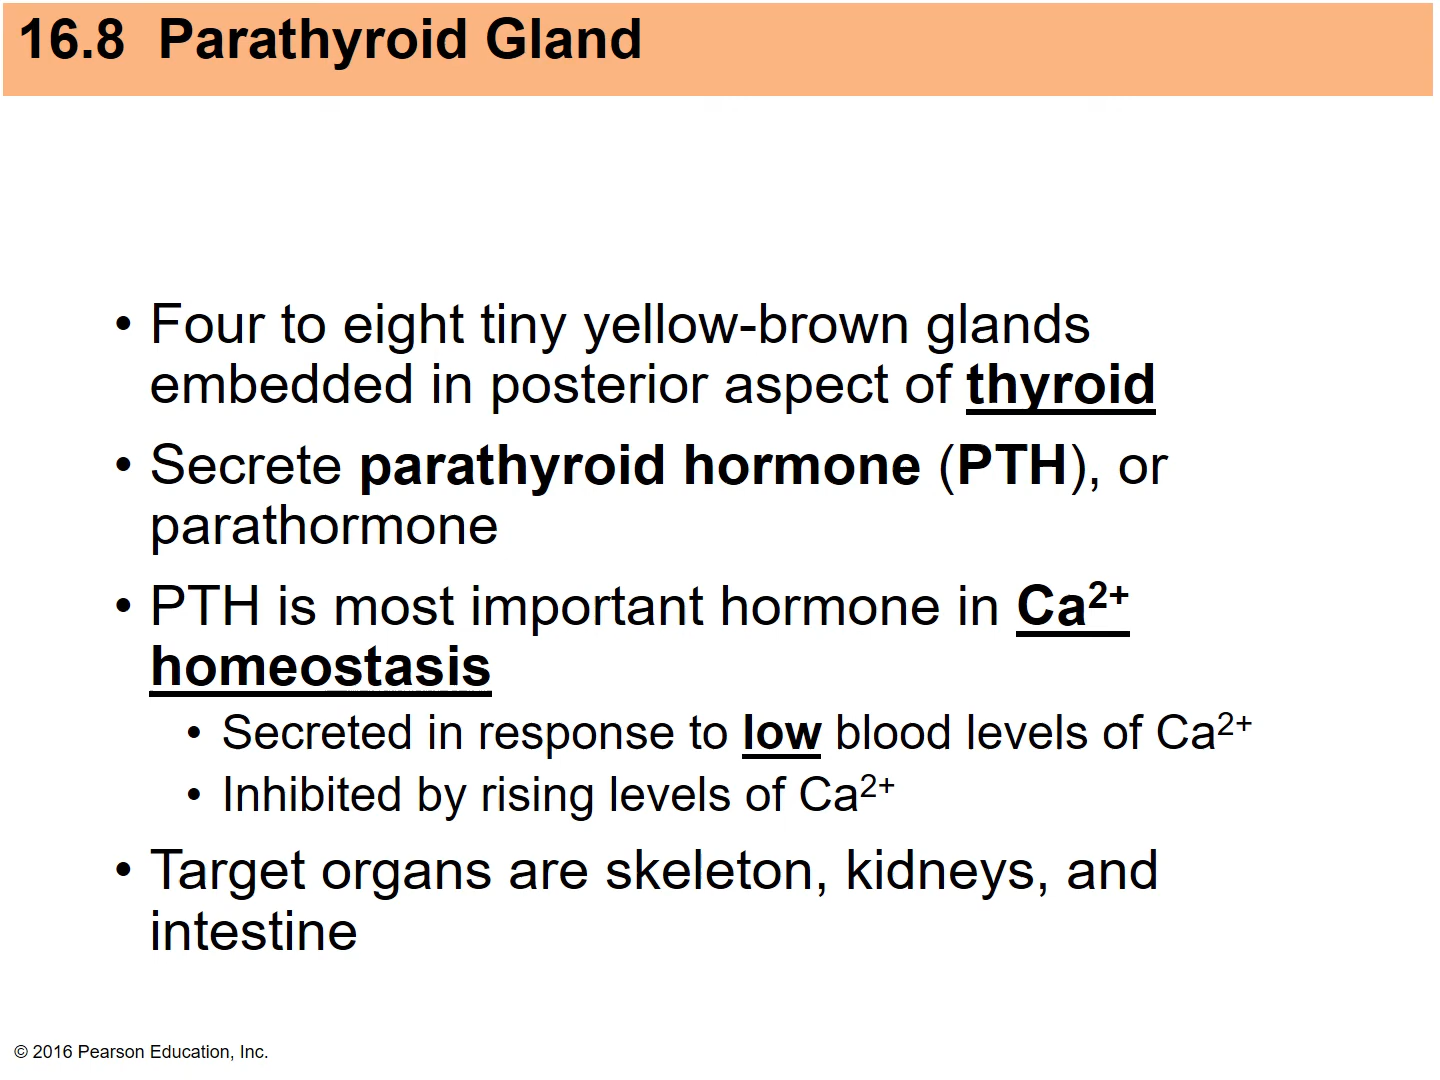 16.8 Parathyroid Gland
• Four to eight tiny yellow-brown glands
embedded in posterior aspect of thyroid
• Secrete parathyroid hormone (PTH), or
parathormone
• PTH is most important hormone in Ca²⁺
homeostasis
• Secreted in response to low blood levels of Ca²⁺
• Inhibited by rising levels of Ca²⁺
• Target organs are skeleton, kidneys, and
intestine
© 2016 Pearson Education, Inc.